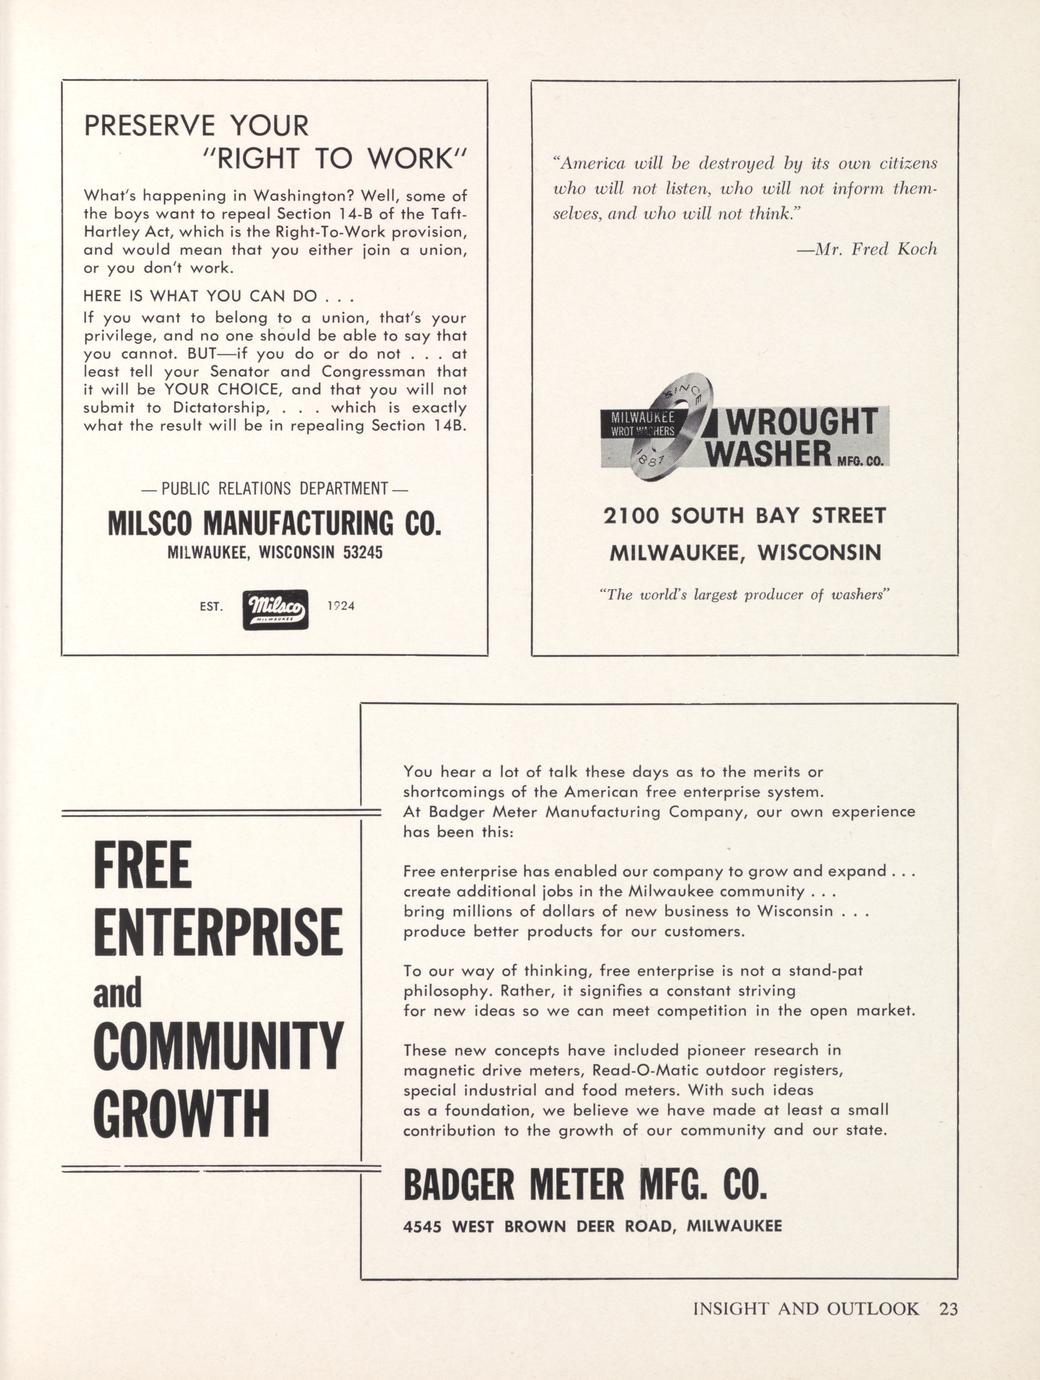 PRESERVE YOUR
"RIGHT TO WORK"
What's happening in Washington? Well, some of
the boys want to repeal Section 14-B of the Taft-
Hartley Act, which is the Right-To-Work provision,
and would mean that you either join a union,
or you don't work.
HERE IS WHAT YOU CAN DO . . .
If you want to belong to a union, that's your
privilege, and no one should be able to say that
you cannot. BUT—if you do or do not . . . at
least tell your Senator and Congressman that
it will be YOUR CHOICE, and that you will not
submit to Dictatorship, . . . which is exactly
what the result will be in repealing Section 14B.
— PUBLIC RELATIONS DEPARTMENT —
MILSCO MANUFACTURING CO.
MILWAUKEE, WISCONSIN 53245
EST. Milsco 1924
MILWAUKEE
"America will be destroyed by its own citizens
who will not listen, who will not inform them-
selves, and who will not think."
—Mr. Fred Koch
SINCE
MILWAUKEE
WROT WASHERS
1887
WROUGHT
WASHER MFG. CO.
2100 SOUTH BAY STREET
MILWAUKEE, WISCONSIN
"The world's largest producer of washers"
FREE
ENTERPRISE
and
COMMUNITY
GROWTH
You hear a lot of talk these days as to the merits or
shortcomings of the American free enterprise system.
At Badger Meter Manufacturing Company, our own experience
has been this:
Free enterprise has enabled our company to grow and expand . . .
create additional jobs in the Milwaukee community . . .
bring millions of dollars of new business to Wisconsin . . .
produce better products for our customers.
To our way of thinking, free enterprise is not a stand-pat
philosophy. Rather, it signifies a constant striving
for new ideas so we can meet competition in the open market.
These new concepts have included pioneer research in
magnetic drive meters, Read-O-Matic outdoor registers,
special industrial and food meters. With such ideas
as a foundation, we believe we have made at least a small
contribution to the growth of our community and our state.
BADGER METER MFG. CO.
4545 WEST BROWN DEER ROAD, MILWAUKEE
INSIGHT AND OUTLOOK 23